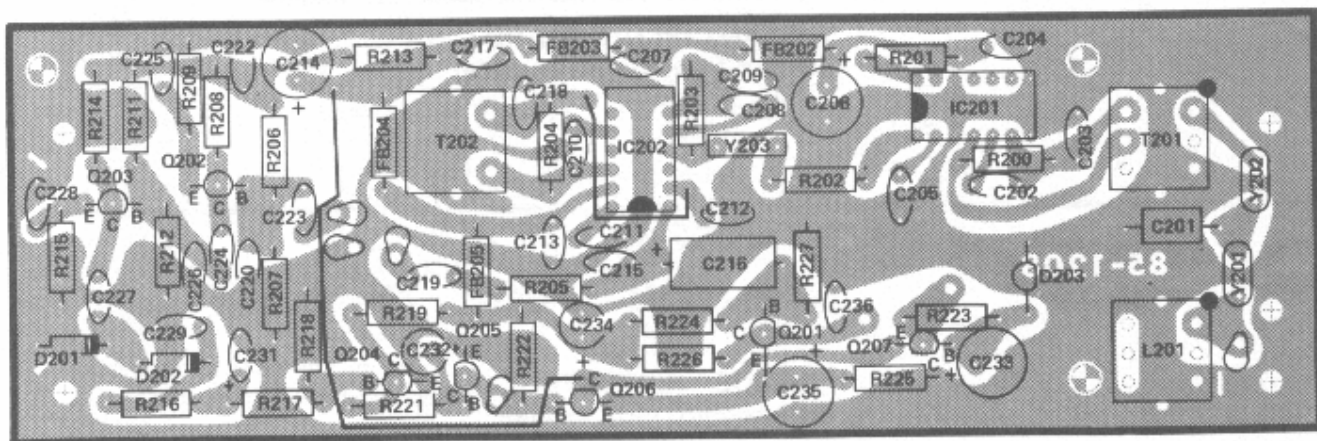 C225 R209 C222 C214 + R213 C217 FB203 C207 FB202 + R201 C204
R214 R211 R208 R206 FB204 T202 C218 R204 C210 IC202 R203 C209 C208 Y203 C206 IC201 C203 T201
Q202 E C B R202 R200 C202 Y202
C228 Q203 E C B C223 C205 C212 C201
R215 R212 C226 C224 C220 R207 C219 FB205 C213 C211 C215 + C216 R227 D203 85-120
C227 R205 C236 Y201
C229 R218 R219 Q205 R222 C234 R224 B C E Q201 R223
D201 D202 C231 + Q204 C B E C232 + E C B + R226 + Q207 E B C C233 + L201
R216 R217 R221 C Q206 B E C235 R225